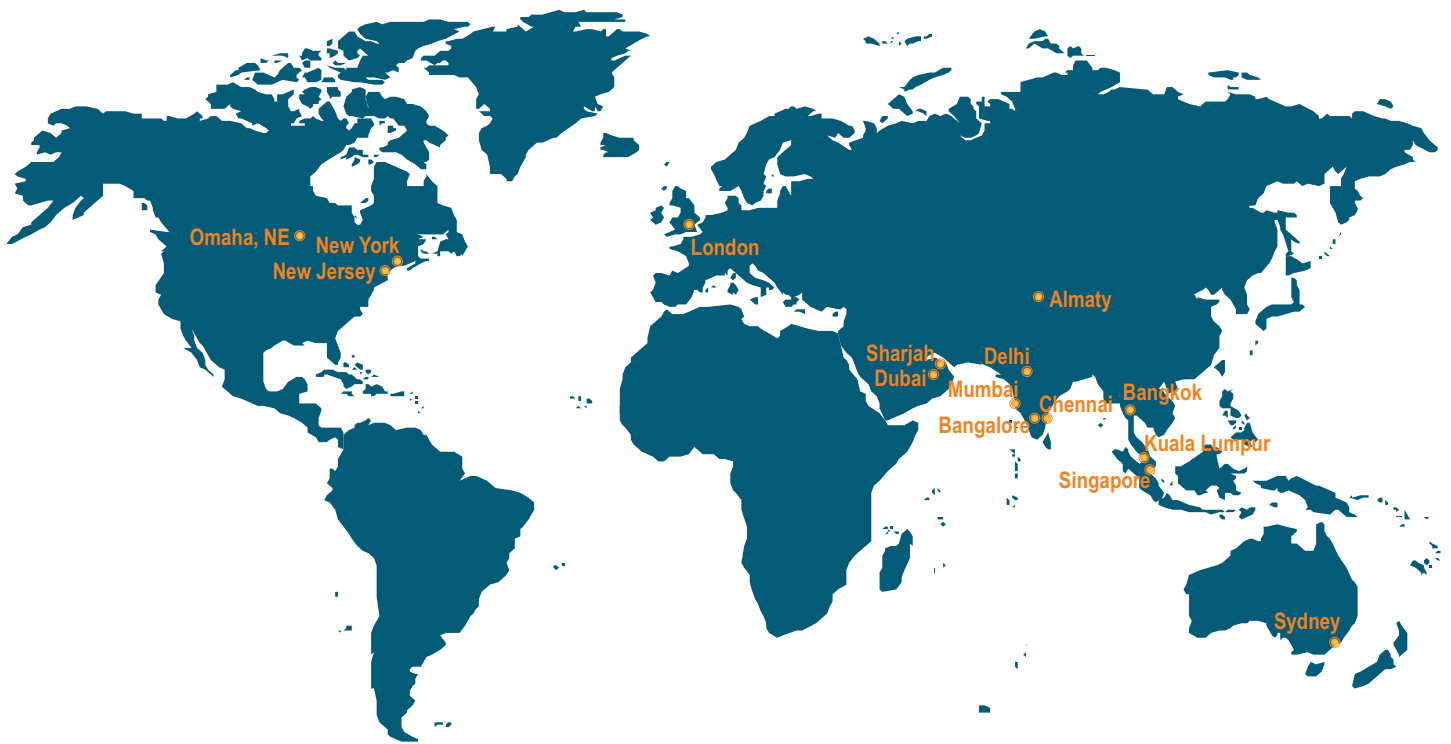 Omaha, NE
New York
New Jersey
London
Almaty
Sharjah
Dubai
Delhi
Mumbai
Chennai
Bangalore
Bangkok
Kuala Lumpur
Singapore
Sydney